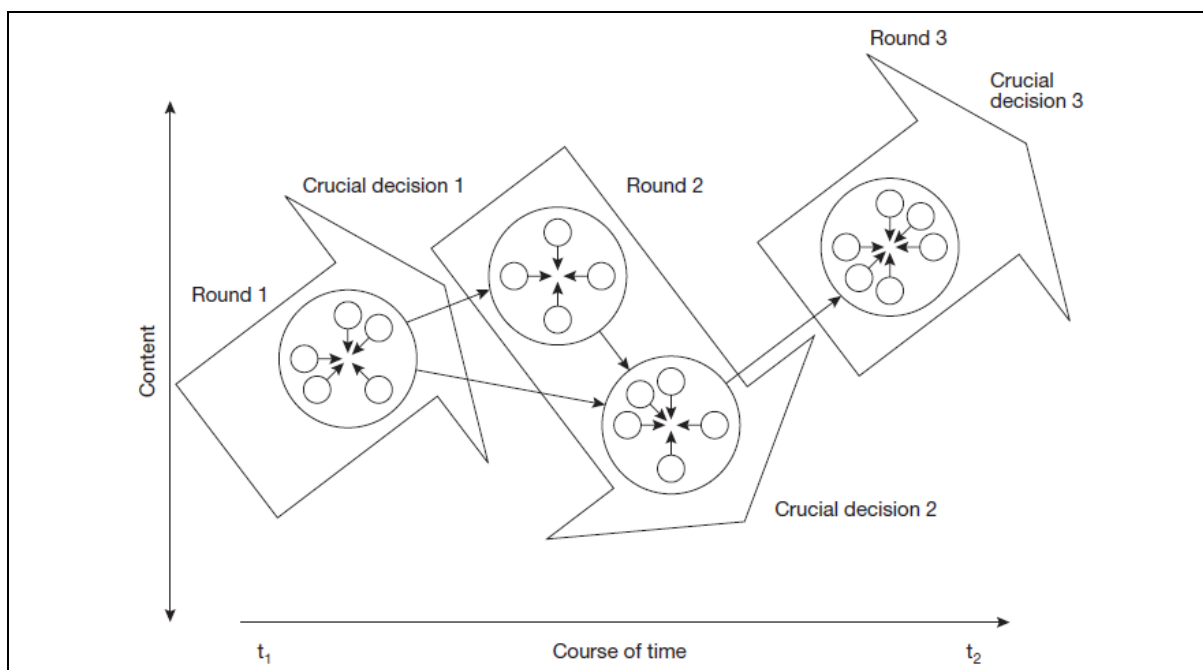 Round 3
Crucial
decision 3
Crucial decision 1
Round 2
Round 1
Content
Crucial decision 2
t1
Course of time
t2